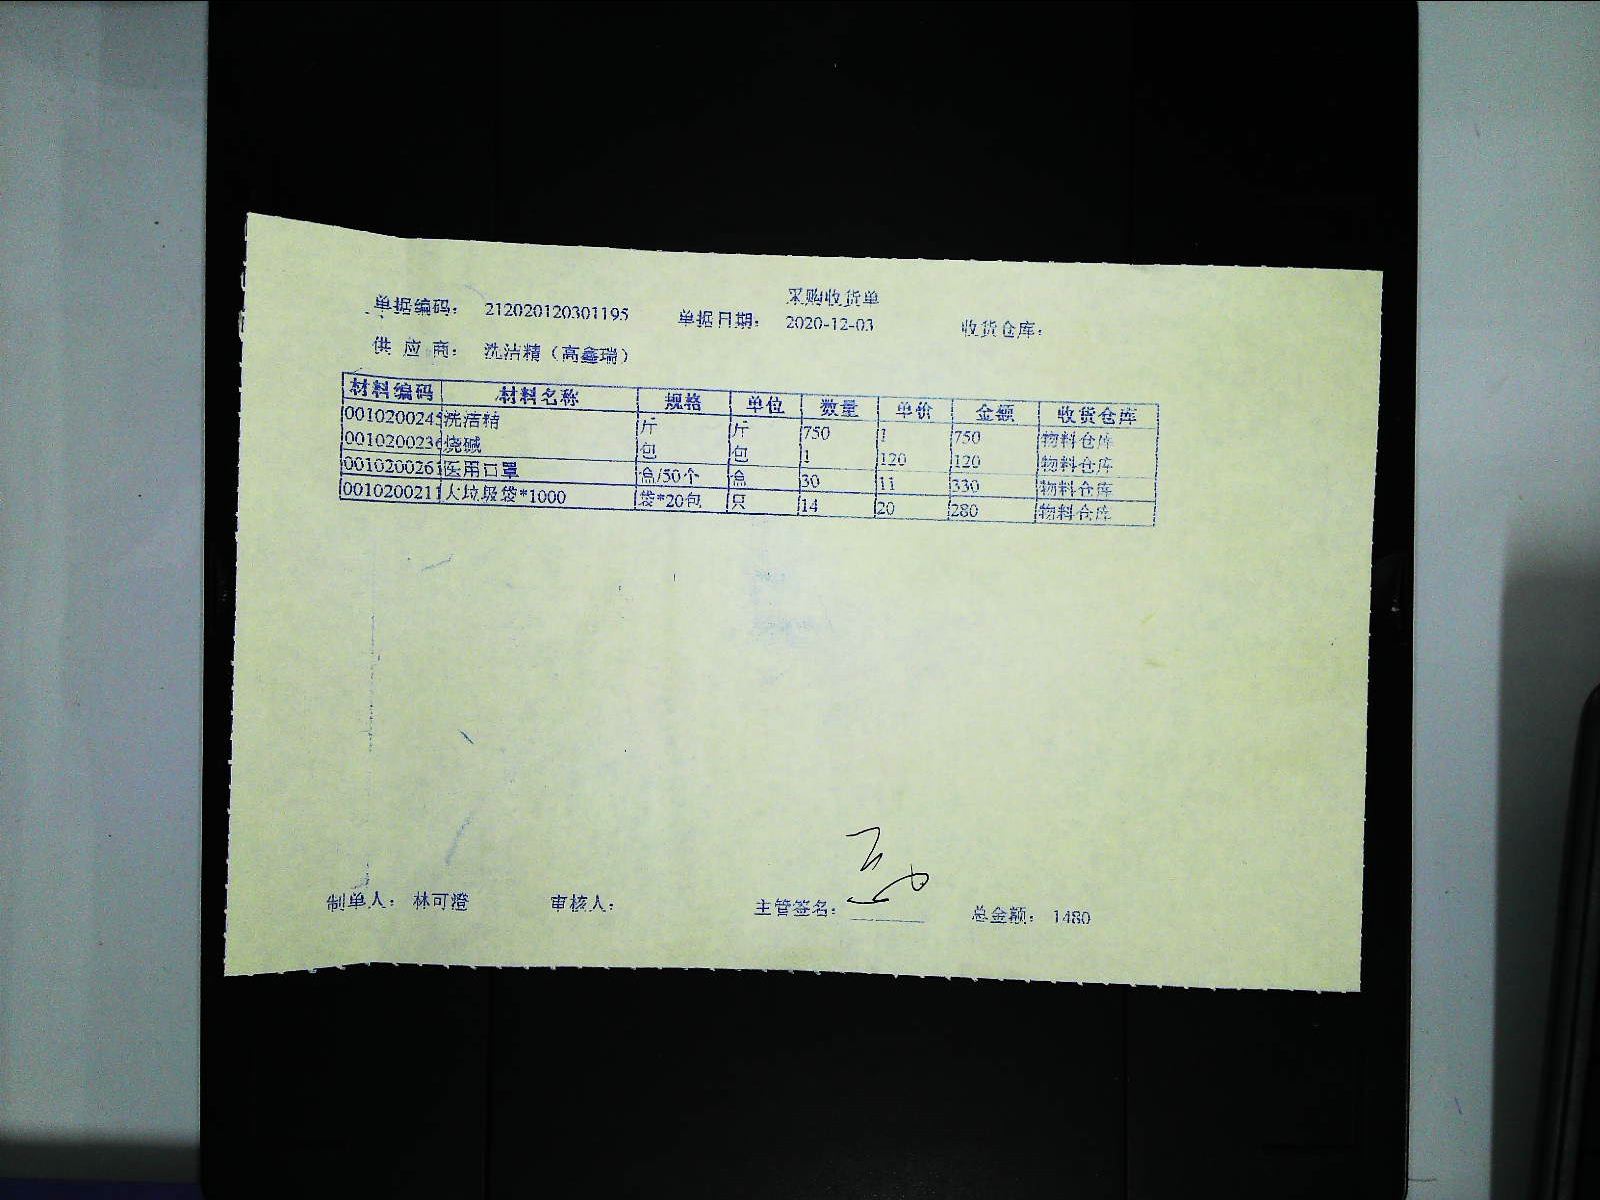 采购收货单
单据编码： 212020120301195 单据日期： 2020-12-03 收货仓库：
供 应 商： 洗洁精（高鑫瑞）
材料编码 材料名称 规格 单位 数量 单价 金额 收货仓库
0010200245 洗洁精 斤 斤 750 1 750 物料仓库
0010200236 烧碱 包 包 1 120 120 物料仓库
0010200261 医用口罩 盒/50个 盒 30 11 330 物料仓库
0010200211 大垃圾袋*1000 袋*20包 只 14 20 280 物料仓库
制单人： 林可澄 审核人： 主管签名： 总金额： 1480